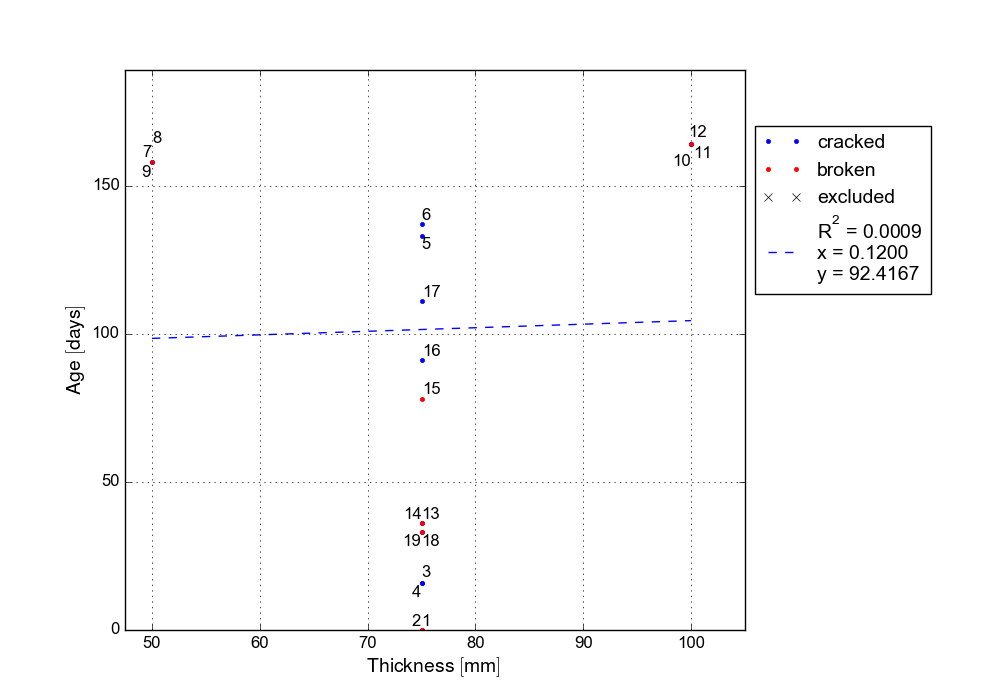 8
7
9
12
11
10
6
5
17
16
15
14 13
19 18
3
4
2 1
150
100
50
0
50 60 70 80 90 100
Thickness [mm]
Age [days]
cracked
broken
excluded
R² = 0.0009
x = 0.1200
y = 92.4167